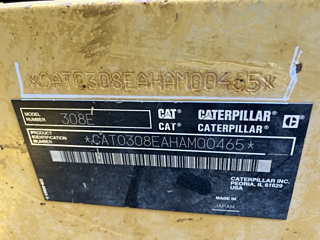 *CAT0308EAHAM00465*
MODEL NUMBER 308E CAT CATERPILLAR C
PRODUCT IDENTIFICATION NUMBER CAT CATERPILLAR
*CAT0308EAHAM00465*
CATERPILLAR INC.
PEORIA, IL 61629
USA
MADE IN
JAPAN